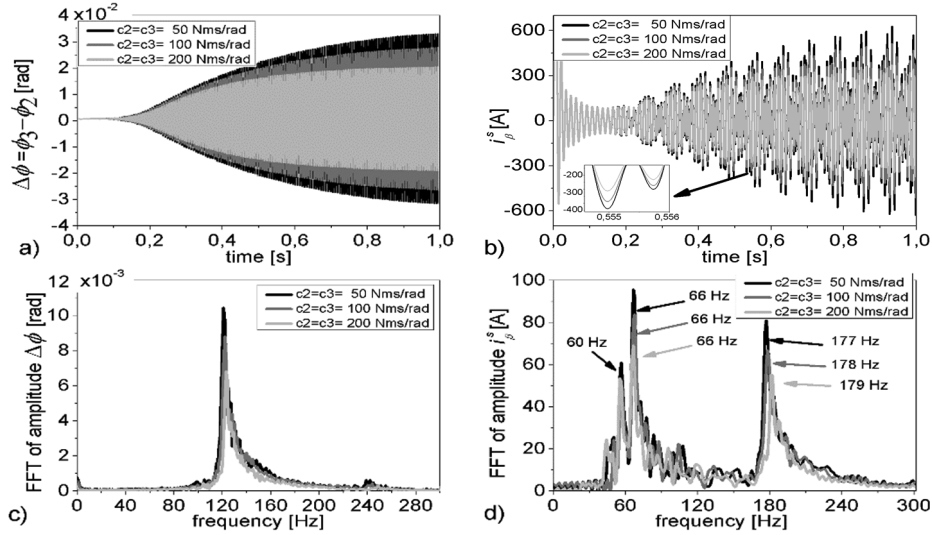 x10⁻²
4
3
2
1
0
-1
-2
-3
-4
Δϕ=ϕ₃−ϕ₂ [rad]
c2=c3= 50 Nms/rad
c2=c3= 100 Nms/rad
c2=c3= 200 Nms/rad
0,0 0,2 0,4 0,6 0,8 1,0
time [s]
a)
600
300
0
-300
-600
i_β^s [A]
c2=c3= 50 Nms/rad
c2=c3= 100 Nms/rad
c2=c3= 200 Nms/rad
-200
-300
-400
0,555 0,556
0,0 0,2 0,4 0,6 0,8 1,0
time [s]
b)
x10⁻³
12
10
8
6
4
2
0
FFT of amplitude Δϕ [rad]
c2=c3= 50 Nms/rad
c2=c3= 100 Nms/rad
c2=c3= 200 Nms/rad
0 40 80 120 160 200 240 280
frequency [Hz]
c)
100
80
60
40
20
0
FFT of amplitude i_β^s [A]
c2=c3= 50 Nms/rad
c2=c3= 100 Nms/rad
c2=c3= 200 Nms/rad
66 Hz
66 Hz
66 Hz
60 Hz
177 Hz
178 Hz
179 Hz
0 60 120 180 240 300
frequency [Hz]
d)